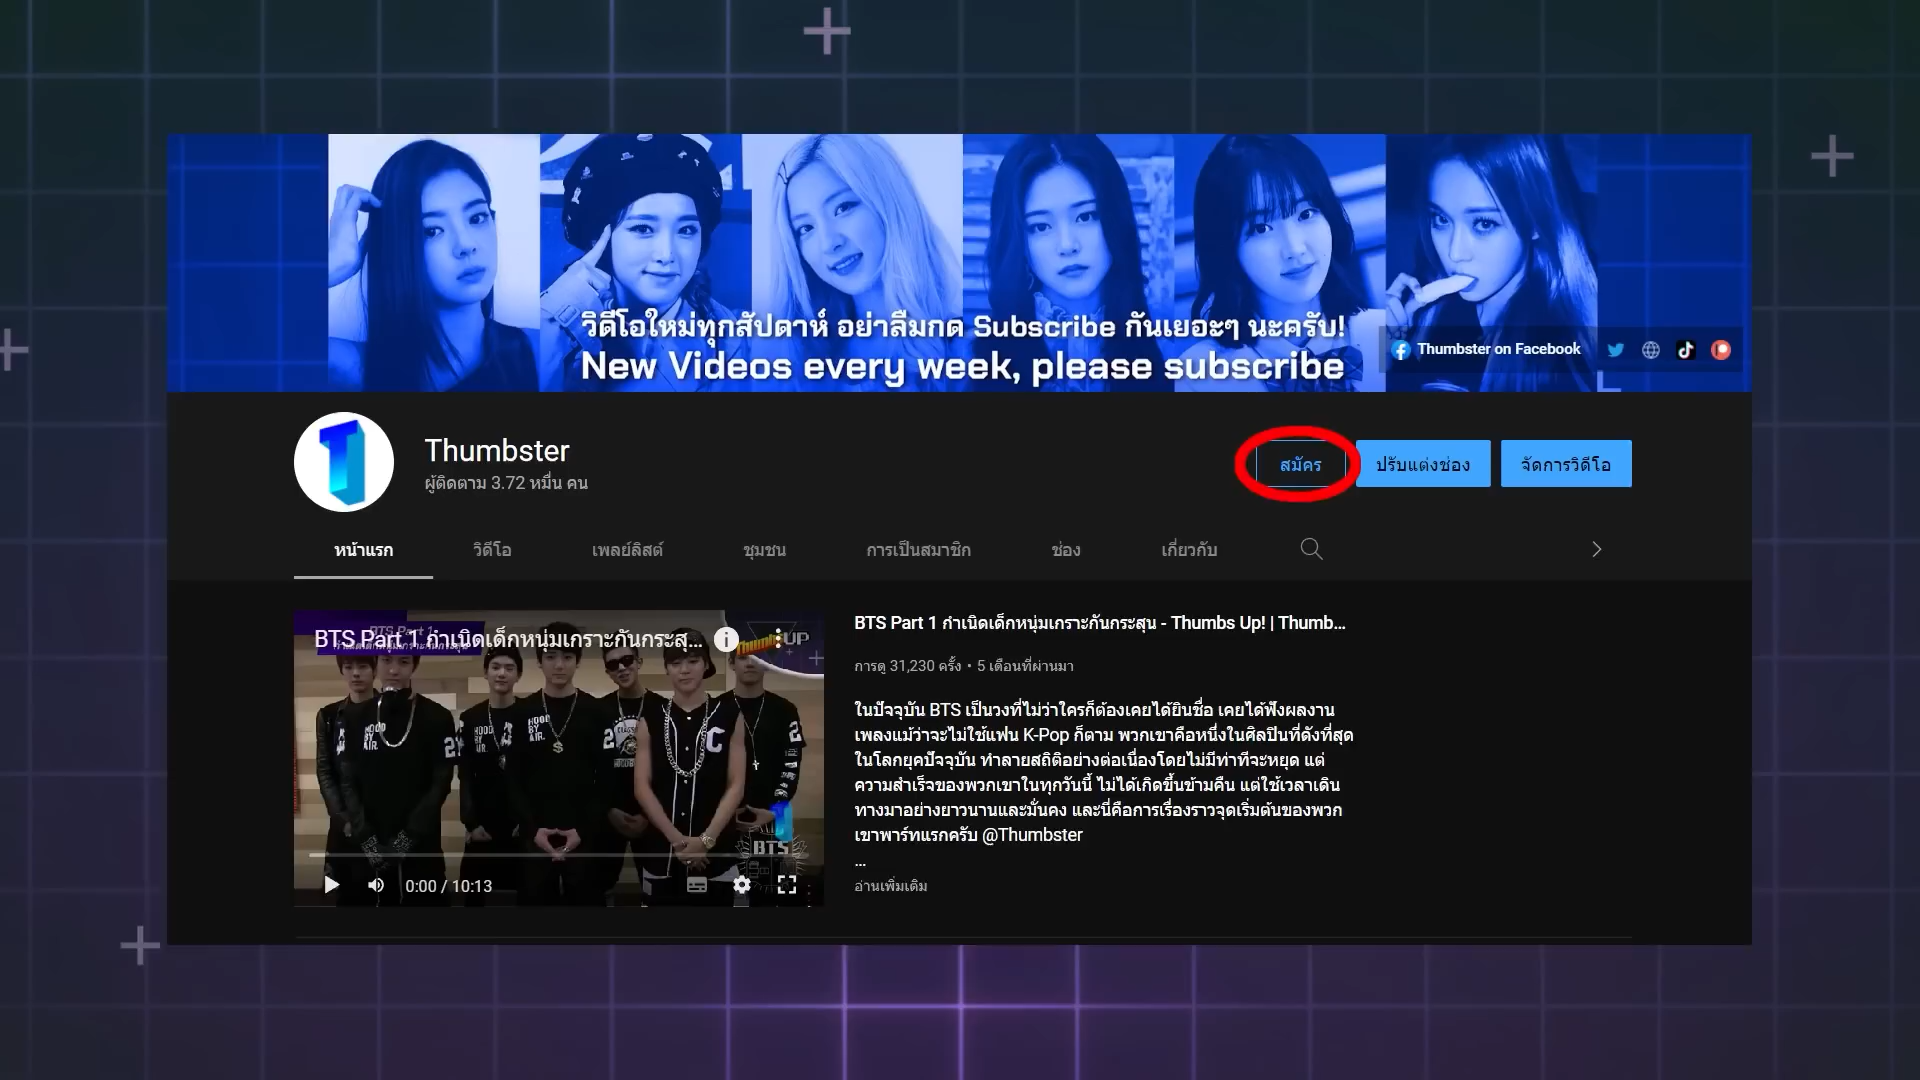 วิดีโอใหม่ทุกสัปดาห์ อย่าลืมกด Subscribe กันเยอะๆ นะครับ!
New Videos every week, please subscribe
Thumbster on Facebook
Thumbster
ผู้ติดตาม 3.72 หมื่น คน
สมัคร
ปรับแต่งช่อง
จัดการวิดีโอ
หน้าแรก
วิดีโอ
เพลย์ลิสต์
ชุมชน
การเป็นสมาชิก
ช่อง
เกี่ยวกับ
BTS Part 1 กำเนิดเด็กหนุ่มเกราะกันกระสุ...
BTS
0:00 / 10:13
BTS Part 1 กำเนิดเด็กหนุ่มเกราะกันกระสุน - Thumbs Up! | Thumb...
การดู 31,230 ครั้ง • 5 เดือนที่ผ่านมา
ในปัจจุบัน BTS เป็นวงที่ไม่ว่าใครก็ต้องเคยได้ยินชื่อ เคยได้ฟังผลงาน
เพลงแม้ว่าจะไม่ใช้แฟน K-Pop ก็ตาม พวกเขาคือหนึ่งในศิลปินที่ดังที่สุด
ในโลกยุคปัจจุบัน ทำลายสถิติอย่างต่อเนื่องโดยไม่มีท่าทีจะหยุด แต่
ความสำเร็จของพวกเขาในทุกวันนี้ ไม่ได้เกิดขึ้นข้ามคืน แต่ใช้เวลาเดิน
ทางมาอย่างยาวนานและมั่นคง และนี่คือการเรื่องราวจุดเริ่มต้นของพวก
เขาพาร์ทแรกครับ @Thumbster
...
อ่านเพิ่มเติม